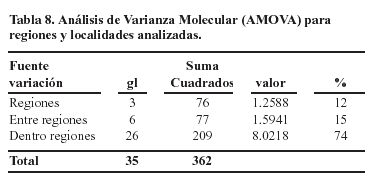 Tabla 8. Análisis de Varianza Molecular (AMOVA) para
regiones y localidades analizadas.
Fuente Suma
variación gl Cuadrados valor %
Regiones 3 76 1.2588 12
Entre regiones 6 77 1.5941 15
Dentro regiones 26 209 8.0218 74
Total 35 362